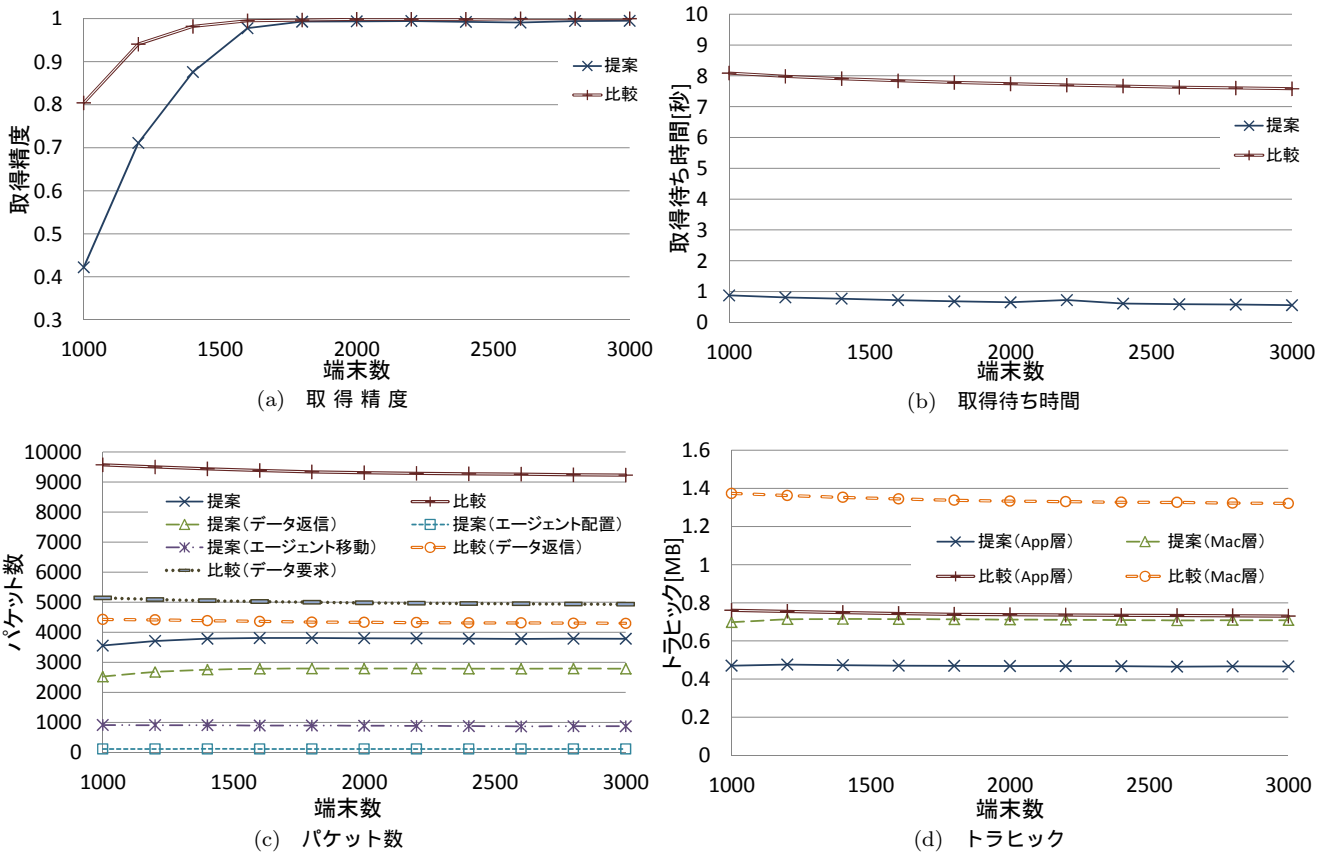 1
0.9
0.8
0.7
0.6
0.5
0.4
0.3
取得精度
提案
比較
1000 1500 2000 2500 3000
端末数
(a) 取得精度
10
9
8
7
6
5
4
3
2
1
0
取得待ち時間[秒]
提案
比較
1000 1500 2000 2500 3000
端末数
(b) 取得待ち時間
10000
9000
8000
7000
6000
5000
4000
3000
2000
1000
0
パケット数
提案 比較
提案(データ返信) 提案(エージェント配置)
提案(エージェント移動) 比較(データ返信)
比較(データ要求)
1000 1500 2000 2500 3000
端末数
(c) パケット数
1.6
1.4
1.2
1
0.8
0.6
0.4
0.2
0
トラヒック[MB]
提案(App層) 提案(Mac層)
比較(App層) 比較(Mac層)
1000 1500 2000 2500 3000
端末数
(d) トラヒック